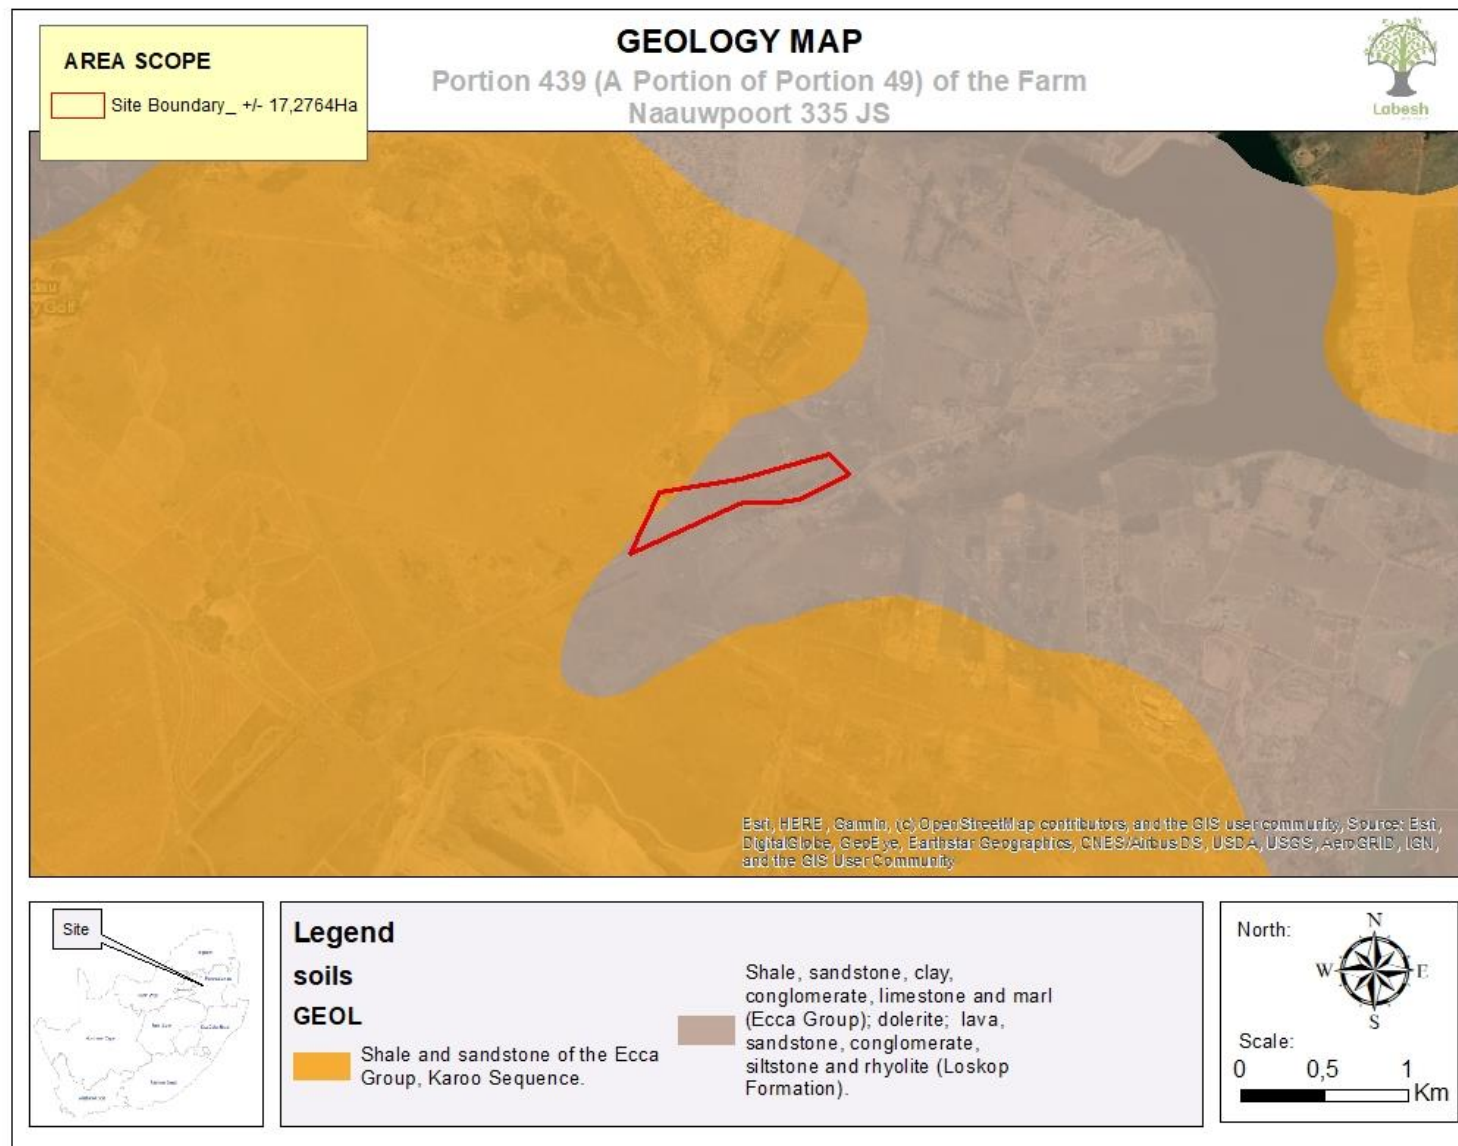 AREA SCOPE
Site Boundary_ +/- 17,2764Ha
GEOLOGY MAP
Portion 439 (A Portion of Portion 49) of the Farm
Naauwpoort 335 JS
Labesh
y Golf
Esri, HERE, Garmin, (c) OpenStreetMap contributors, and the GIS user community, Source: Esri,
DigitalGlobe, GeoEye, Earthstar Geographics, CNES/Airbus DS, USDA, USGS, AeroGRID, IGN,
and the GIS User Community
Site
Legend
soils
GEOL
Shale and sandstone of the Ecca
Group, Karoo Sequence.
Shale, sandstone, clay,
conglomerate, limestone and marl
(Ecca Group); dolerite; lava,
sandstone, conglomerate,
siltstone and rhyolite (Loskop
Formation).
North:
N
W
E
S
Scale:
0 0,5 1
Km